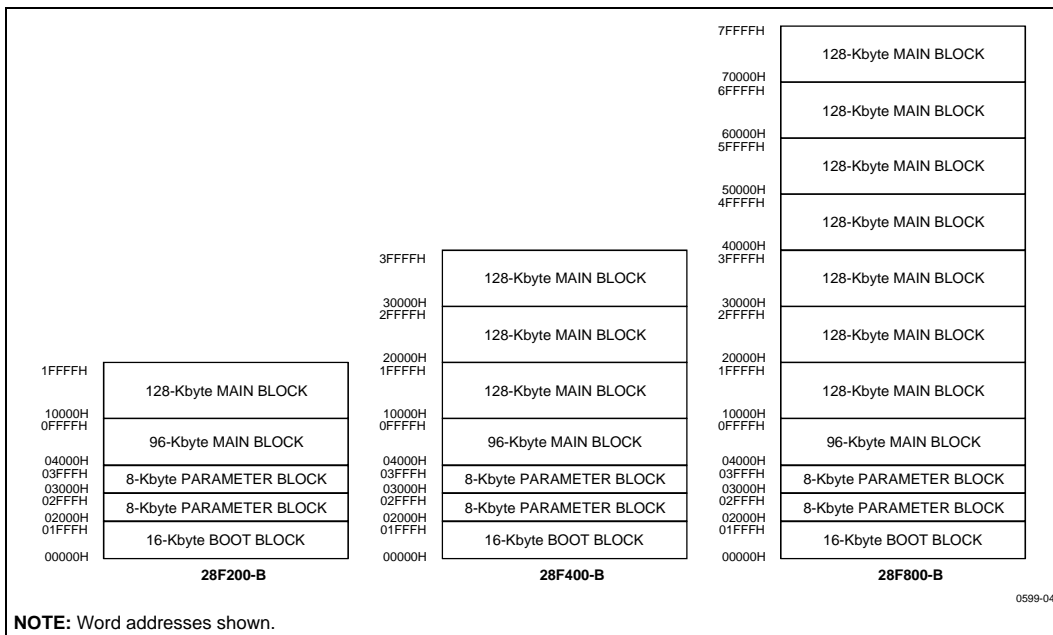 7FFFFH
128-Kbyte MAIN BLOCK
70000H
6FFFFH
128-Kbyte MAIN BLOCK
60000H
5FFFFH
128-Kbyte MAIN BLOCK
50000H
4FFFFH
128-Kbyte MAIN BLOCK
40000H
3FFFFH 3FFFFH
128-Kbyte MAIN BLOCK 128-Kbyte MAIN BLOCK
30000H 30000H
2FFFFH 2FFFFH
128-Kbyte MAIN BLOCK 128-Kbyte MAIN BLOCK
20000H 20000H
1FFFFH 1FFFFH 1FFFFH
128-Kbyte MAIN BLOCK 128-Kbyte MAIN BLOCK 128-Kbyte MAIN BLOCK
10000H 10000H 10000H
0FFFFH 0FFFFH 0FFFFH
96-Kbyte MAIN BLOCK 96-Kbyte MAIN BLOCK 96-Kbyte MAIN BLOCK
04000H 04000H 04000H
03FFFH 03FFFH 03FFFH
8-Kbyte PARAMETER BLOCK 8-Kbyte PARAMETER BLOCK 8-Kbyte PARAMETER BLOCK
03000H 03000H 03000H
02FFFH 02FFFH 02FFFH
8-Kbyte PARAMETER BLOCK 8-Kbyte PARAMETER BLOCK 8-Kbyte PARAMETER BLOCK
02000H 02000H 02000H
01FFFH 01FFFH 01FFFH
16-Kbyte BOOT BLOCK 16-Kbyte BOOT BLOCK 16-Kbyte BOOT BLOCK
00000H 00000H 00000H
28F200-B 28F400-B 28F800-B
0599-04
NOTE: Word addresses shown.